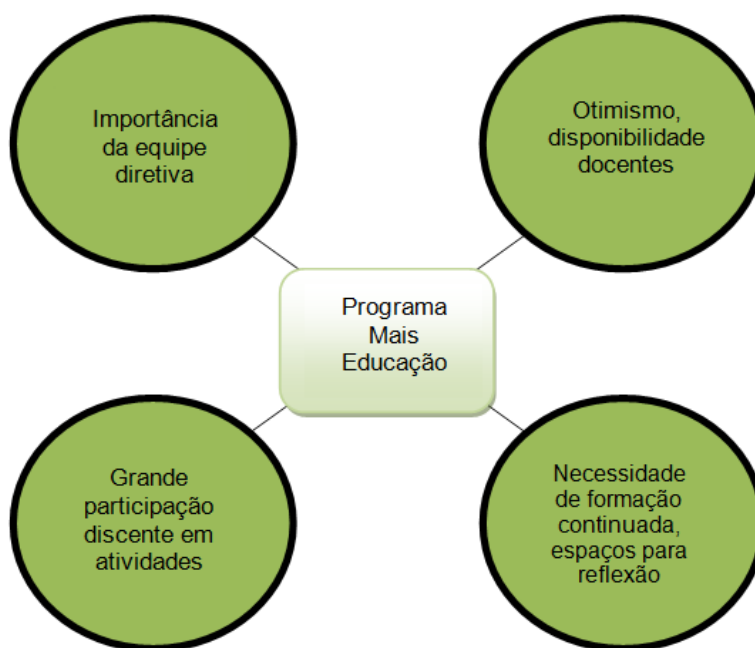 Importância
da equipe
diretiva
Otimismo,
disponibilidade
docentes
Programa
Mais
Educação
Grande
participação
discente em
atividades
Necessidade
de formação
continuada,
espaços para
reflexão